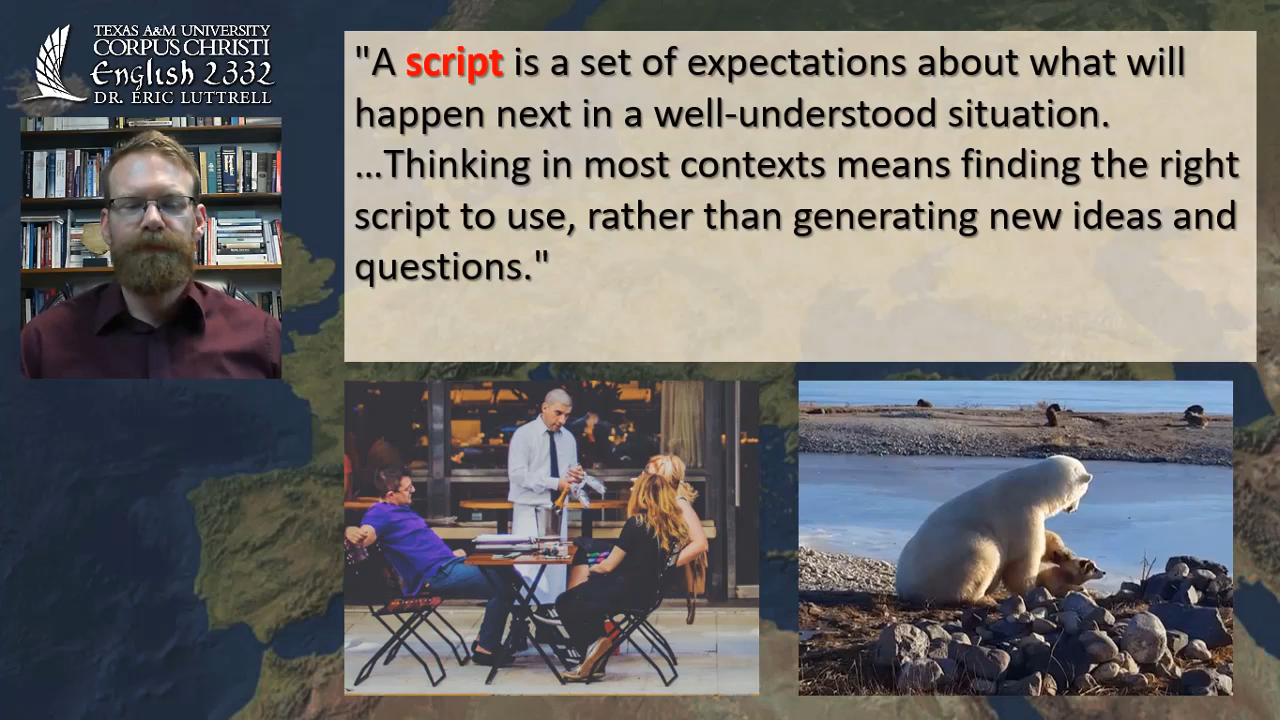 TEXAS A&M UNIVERSITY
CORPUS CHRISTI
English 2332
DR. ERIC LUTTRELL
"A script is a set of expectations about what will
happen next in a well-understood situation.
...Thinking in most contexts means finding the right
script to use, rather than generating new ideas and
questions."